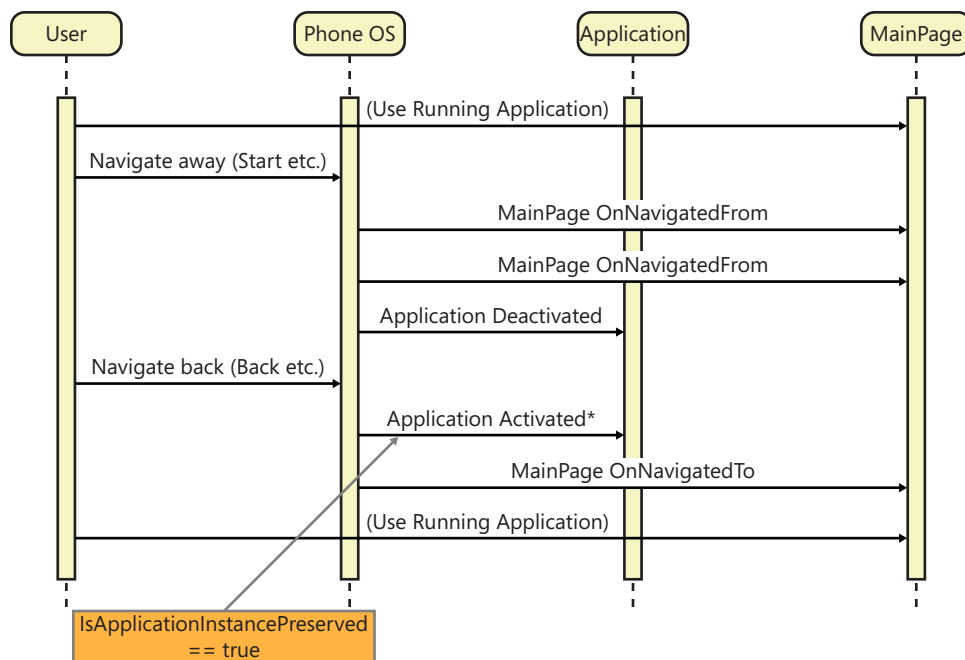 User
Phone OS
Application
MainPage
(Use Running Application)
Navigate away (Start etc.)
MainPage OnNavigatedFrom
MainPage OnNavigatedFrom
Application Deactivated
Navigate back (Back etc.)
Application Activated*
MainPage OnNavigatedTo
(Use Running Application)
IsApplicationInstancePreserved
== true